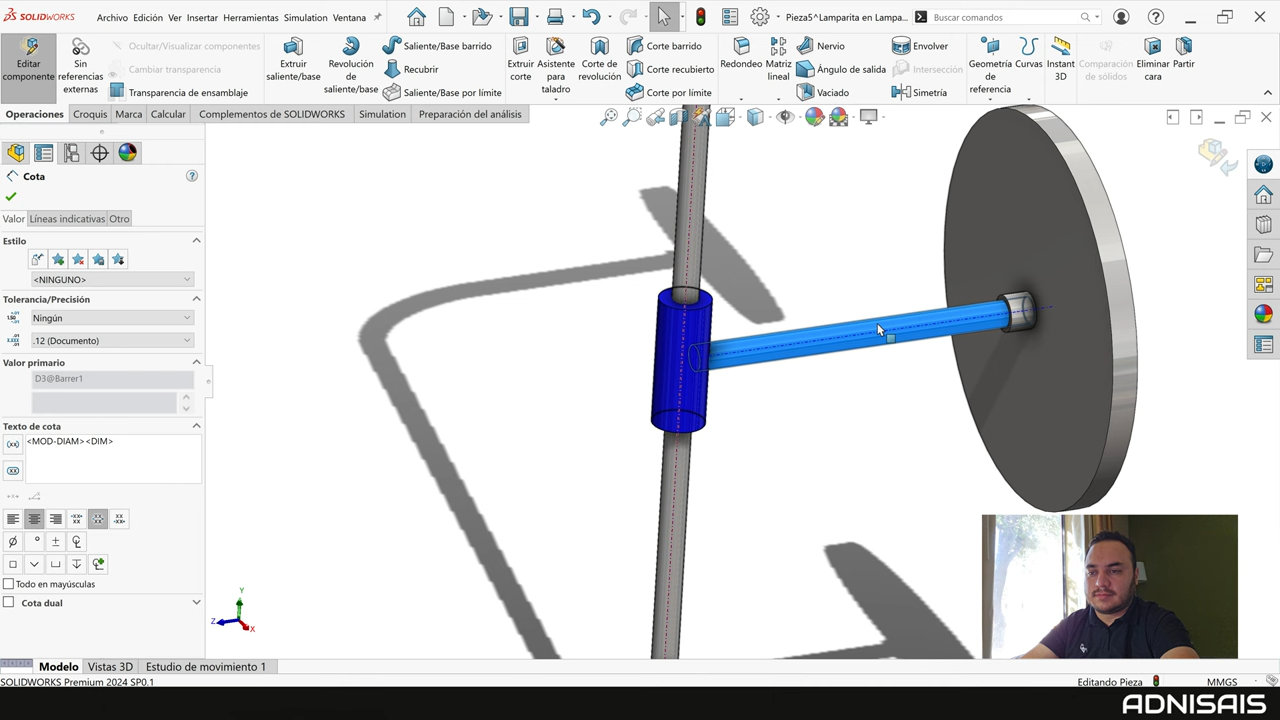 SOLIDWORKS
Archivo
Edición
Ver
Insertar
Herramientas
Simulation
Ventana
Pieza5^Lamparita en Lampa...
Buscar comandos
Editar componente
Sin referencias externas
Ocultar/Visualizar componentes
Cambiar transparencia
Transparencia de ensamblaje
Extruir saliente/base
Revolución de saliente/base
Saliente/Base barrido
Recubrir
Saliente/Base por límite
Extruir corte
Asistente para taladro
Corte de revolución
Corte barrido
Corte recubierto
Corte por límite
Redondeo
Matriz lineal
Nervio
Ángulo de salida
Vaciado
Envolver
Intersección
Simetría
Geometría de referencia
Curvas
Instant 3D
Comparación de sólidos
Eliminar cara
Partir
Operaciones
Croquis
Marca
Calcular
Complementos de SOLIDWORKS
Simulation
Preparación del análisis
Cota
Valor
Líneas indicativas
Otro
Estilo
<NINGUNO>
Tolerancia/Precisión
Ningún
.12 (Documento)
Valor primario
D3@Barrer1
Texto de cota
<MOD-DIAM><DIM>
Todo en mayúsculas
Cota dual
Y
Z
X
Modelo
Vistas 3D
Estudio de movimiento 1
SOLIDWORKS Premium 2024 SP0.1
Editando Pieza
MMGS
ADNISAIS